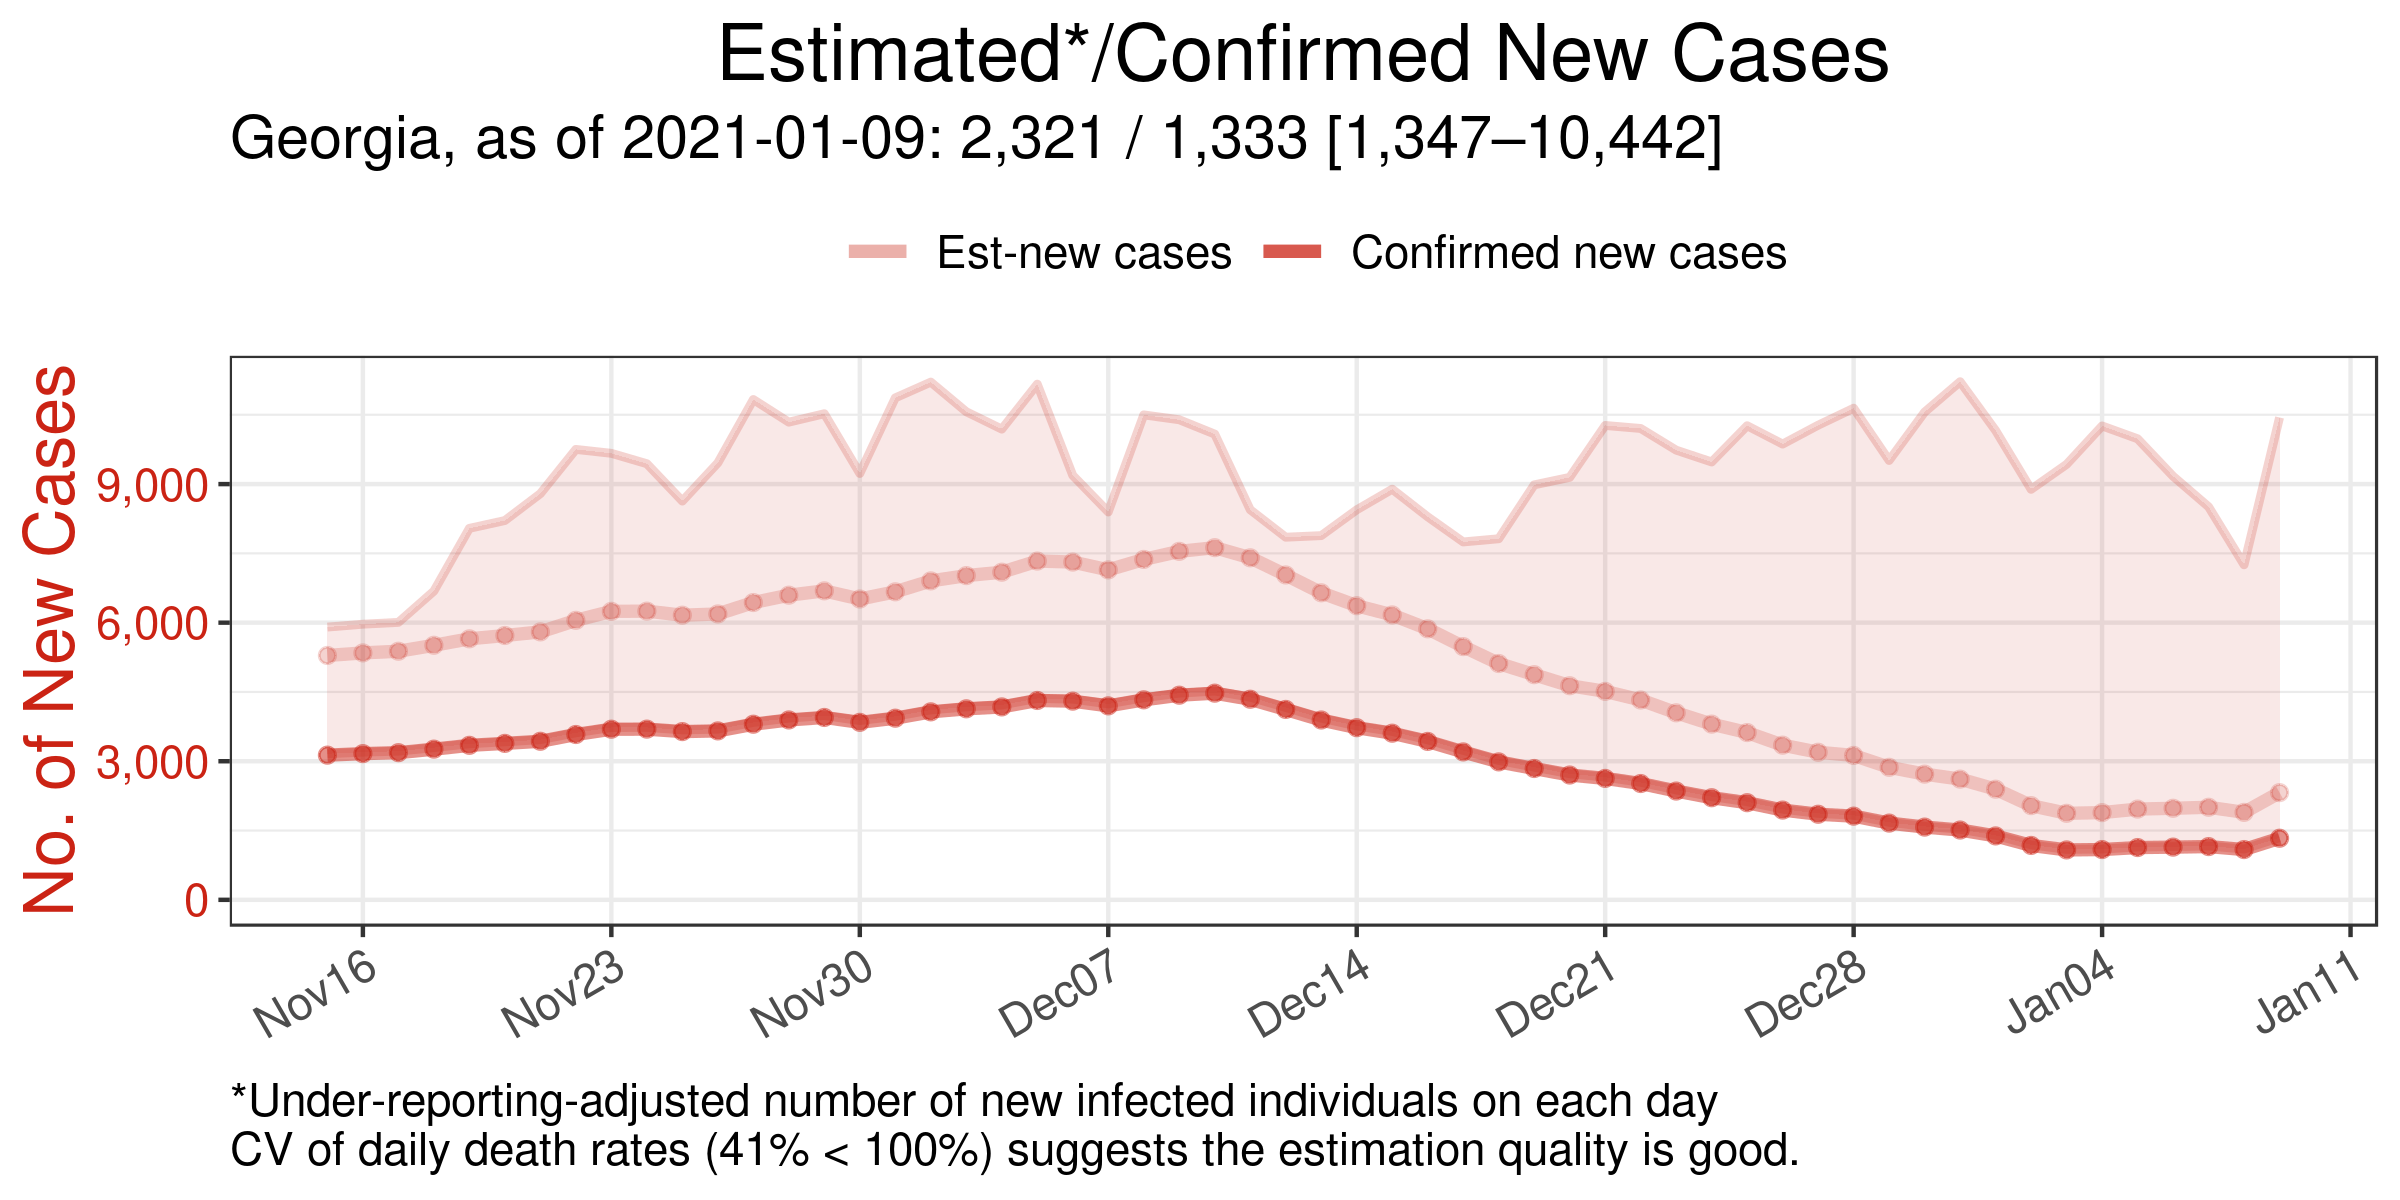 Estimated*/Confirmed New Cases
Georgia, as of 2021-01-09: 2,321 / 1,333 [1,347–10,442]
Est-new cases Confirmed new cases
No. of New Cases
9,000
6,000
3,000
0
Nov16 Nov23 Nov30 Dec07 Dec14 Dec21 Dec28 Jan04 Jan11
*Under-reporting-adjusted number of new infected individuals on each day
CV of daily death rates (41% < 100%) suggests the estimation quality is good.